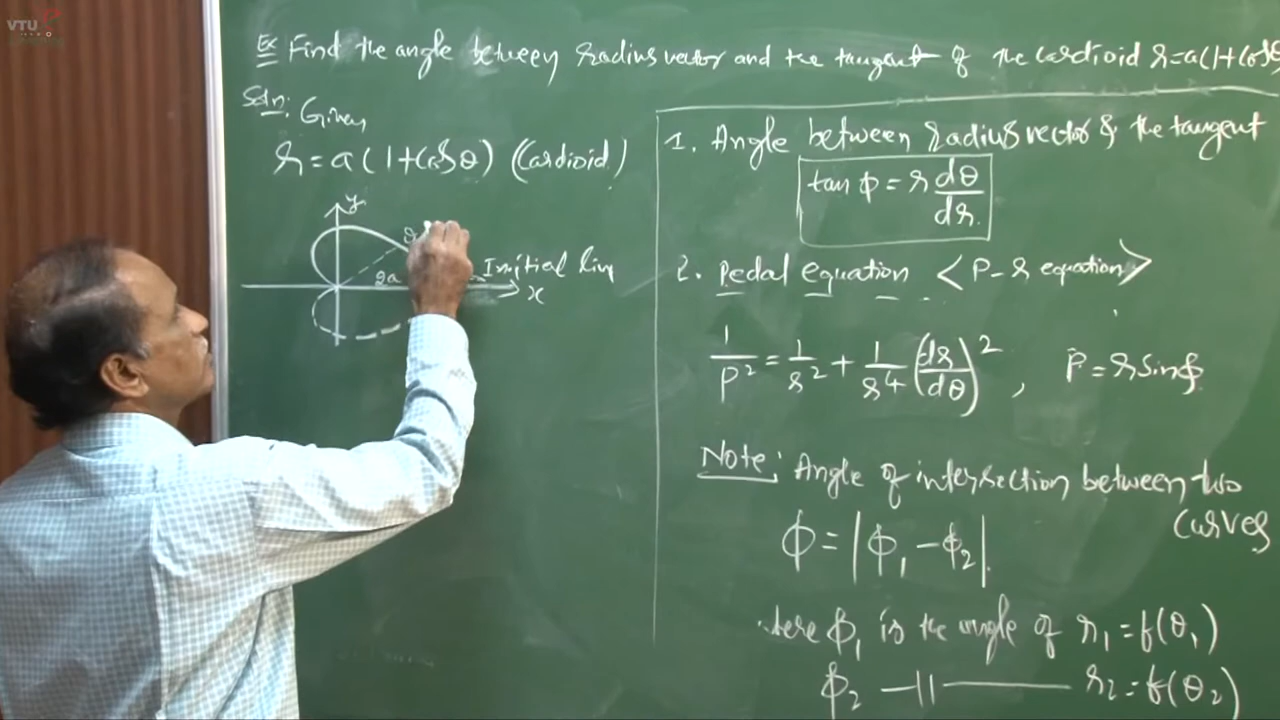 VTU
Ex Find the angle between radius vector and the tangent of the cardioid r=a(1+cosθ
Soln: Given
r=a(1+cosθ) (Cardioid)
y
2a
Initial line
x
1. Angle between radius vector & the tangent
tan ϕ = r dθ/dr.
2. Pedal equation <P-r equation>
1/P² = 1/r² + 1/r⁴ (dr/dθ)², P = r sinϕ.
Note: Angle of intersection between two
curves
ϕ = |ϕ₁ - ϕ₂|.
ϕ₁ is the angle of r₁ = f(θ₁)
ϕ₂ —||— r₂ = f(θ₂)